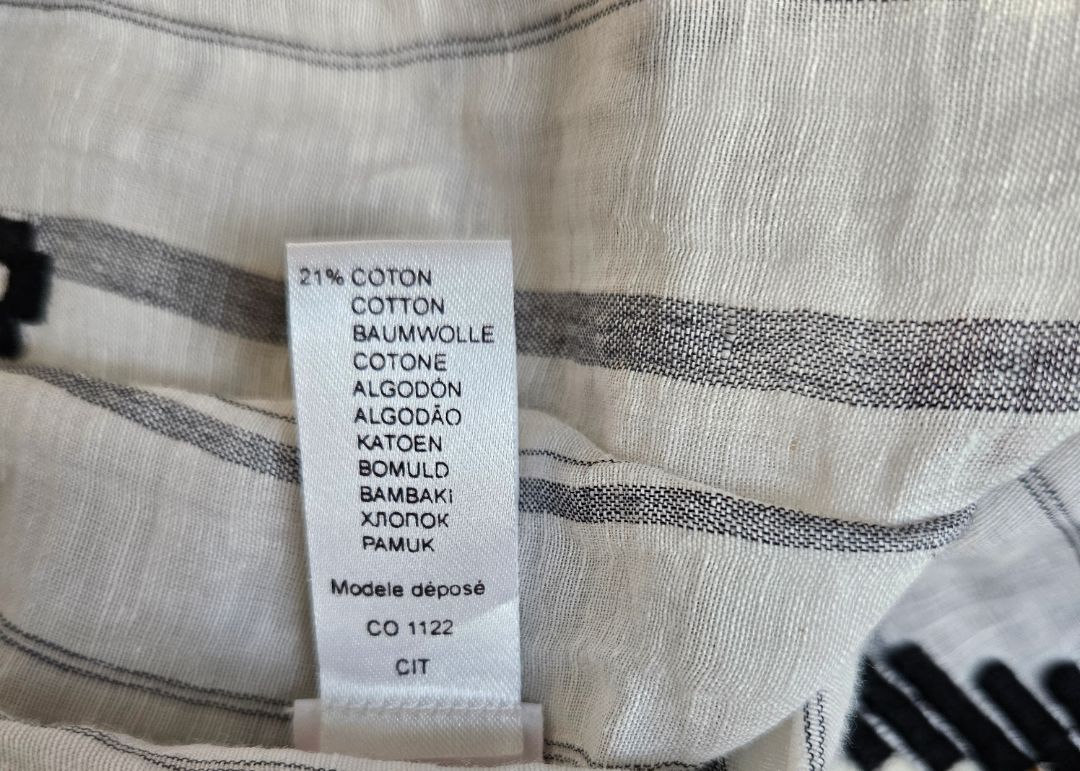 21% COTON
COTTON
BAUMWOLLE
COTONE
ALGODÓN
ALGODÃO
KATOEN
BOMULD
BAMBAKI
ХЛОПОК
PAMUK
Modele déposé
CO 1122
CIT